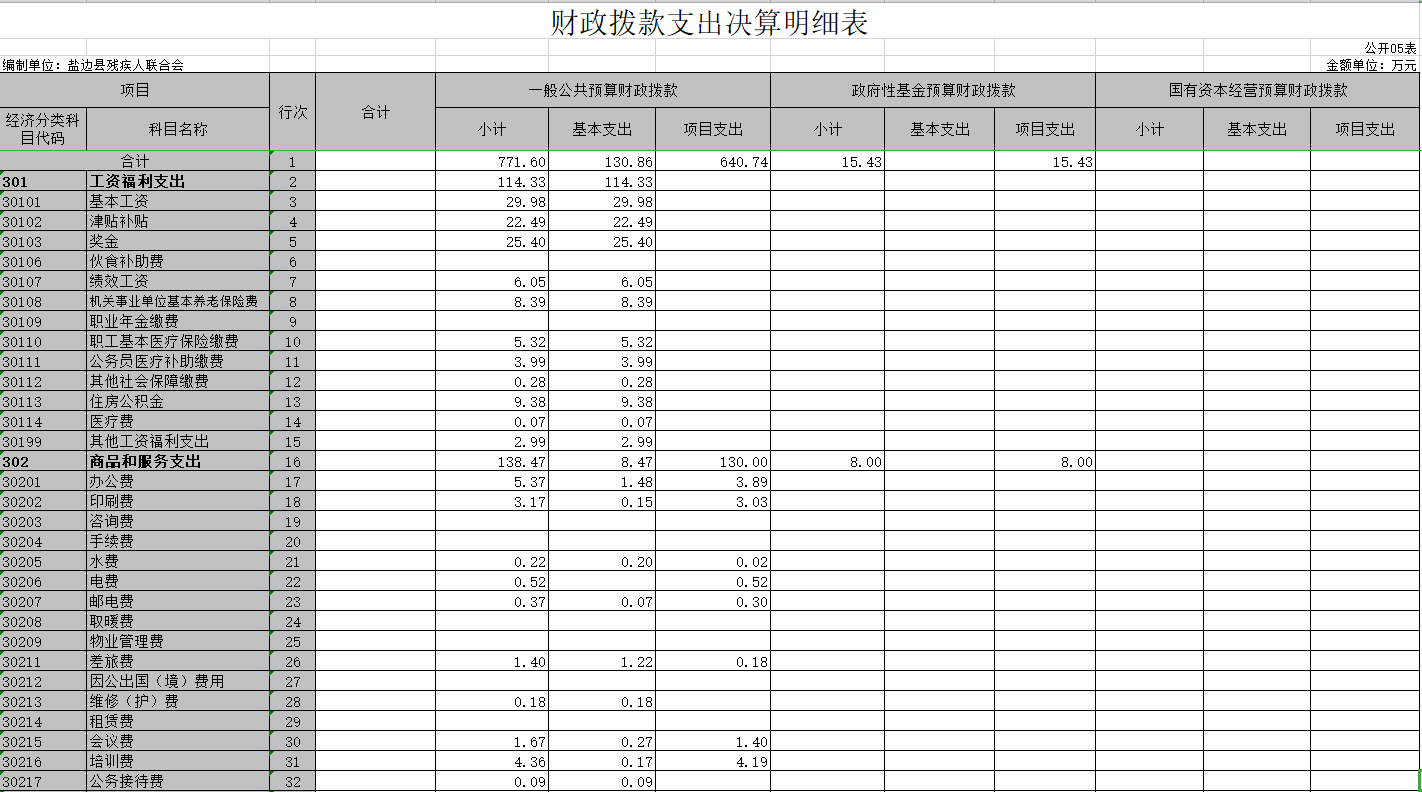 财政拨款支出决算明细表
公开05表
编制单位：盐边县残疾人联合会 金额单位：万元
项目 行次 合计 一般公共预算财政拨款 政府性基金预算财政拨款 国有资本经营预算财政拨款
经济分类科目代码 科目名称 小计 基本支出 项目支出 小计 基本支出 项目支出 小计 基本支出 项目支出
合计 1 771.60 130.86 640.74 15.43 15.43
301 工资福利支出 2 114.33 114.33
30101 基本工资 3 29.98 29.98
30102 津贴补贴 4 22.49 22.49
30103 奖金 5 25.40 25.40
30106 伙食补助费 6
30107 绩效工资 7 6.05 6.05
30108 机关事业单位基本养老保险费 8 8.39 8.39
30109 职业年金缴费 9
30110 职工基本医疗保险缴费 10 5.32 5.32
30111 公务员医疗补助缴费 11 3.99 3.99
30112 其他社会保障缴费 12 0.28 0.28
30113 住房公积金 13 9.38 9.38
30114 医疗费 14 0.07 0.07
30199 其他工资福利支出 15 2.99 2.99
302 商品和服务支出 16 138.47 8.47 130.00 8.00 8.00
30201 办公费 17 5.37 1.48 3.89
30202 印刷费 18 3.17 0.15 3.03
30203 咨询费 19
30204 手续费 20
30205 水费 21 0.22 0.20 0.02
30206 电费 22 0.52 0.52
30207 邮电费 23 0.37 0.07 0.30
30208 取暖费 24
30209 物业管理费 25
30211 差旅费 26 1.40 1.22 0.18
30212 因公出国（境）费用 27
30213 维修（护）费 28 0.18 0.18
30214 租赁费 29
30215 会议费 30 1.67 0.27 1.40
30216 培训费 31 4.36 0.17 4.19
30217 公务接待费 32 0.09 0.09